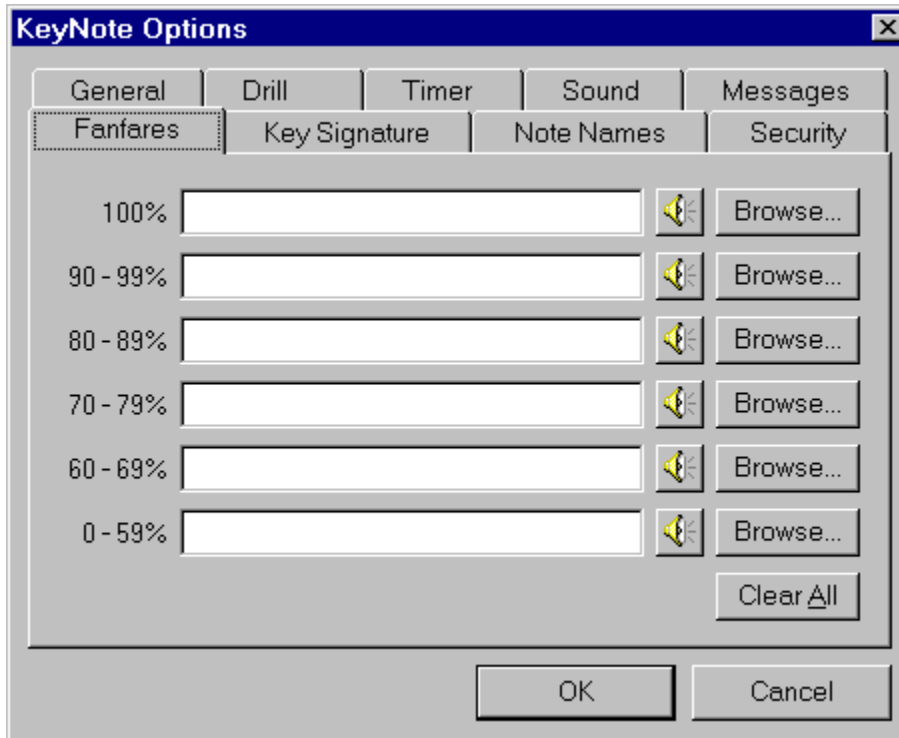 KeyNote Options
General Drill Timer Sound Messages
Fanfares Key Signature Note Names Security
100% Browse...
90 - 99% Browse...
80 - 89% Browse...
70 - 79% Browse...
60 - 69% Browse...
0 - 59% Browse...
Clear All
OK Cancel